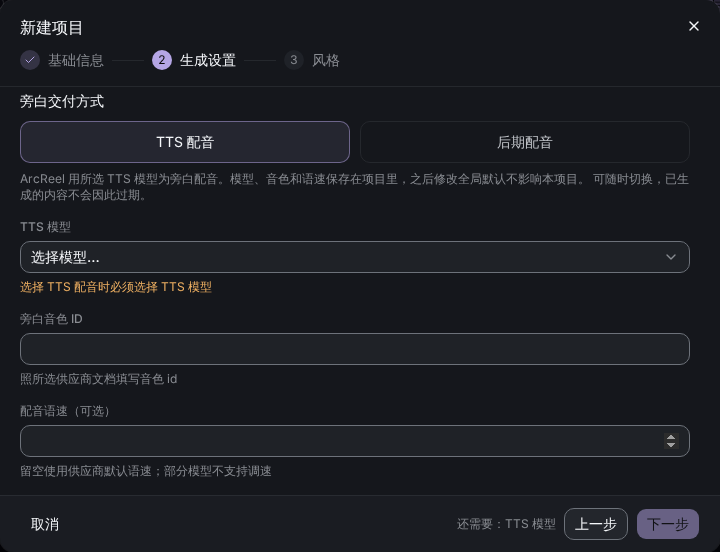 新建项目
基础信息
2 生成设置
3 风格
旁白交付方式
TTS 配音
后期配音
ArcReel 用所选 TTS 模型为旁白配音。模型、音色和语速保存在项目里，之后修改全局默认不影响本项目。 可随时切换，已生
成的内容不会因此过期。
TTS 模型
选择模型...
选择 TTS 配音时必须选择 TTS 模型
旁白音色 ID
照所选供应商文档填写音色 id
配音语速（可选）
留空使用供应商默认语速；部分模型不支持调速
取消
还需要：TTS 模型
上一步
下一步